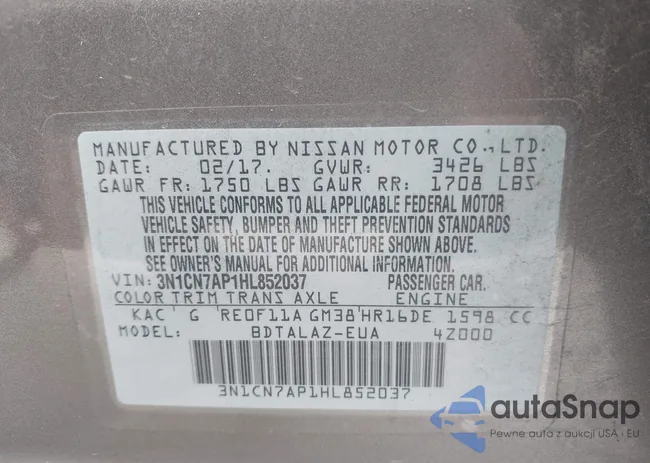 MANUFACTURED BY NISSAN MOTOR CO.,LTD.
DATE: 02/17. GVWR: 3426 LBS
GAWR FR: 1750 LBS GAWR RR: 1708 LBS
THIS VEHICLE CONFORMS TO ALL APPLICABLE FEDERAL MOTOR
VEHICLE SAFETY, BUMPER AND THEFT PREVENTION STANDARDS
IN EFFECT ON THE DATE OF MANUFACTURE SHOWN ABOVE.
SEE OWNER'S MANUAL FOR ADDITIONAL INFORMATION.
VIN: 3N1CN7AP1HL852037 PASSENGER CAR.
COLOR TRIM TRANS AXLE ENGINE
KAC G RE0F11A GM38 HR16DE 1598 CC
MODEL: BDTALAZ-EUA 4Z000
3N1CN7AP1HL852037
autaSnap
Pewne auta z aukcji USA i EU